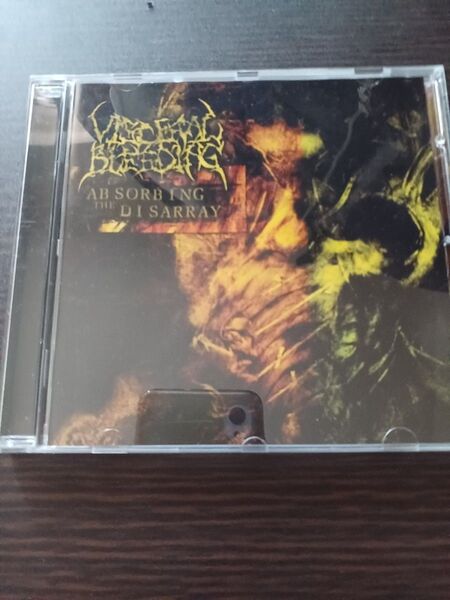 VISCERAL
BLEEDING
ABSORBING
THE DISARRAY